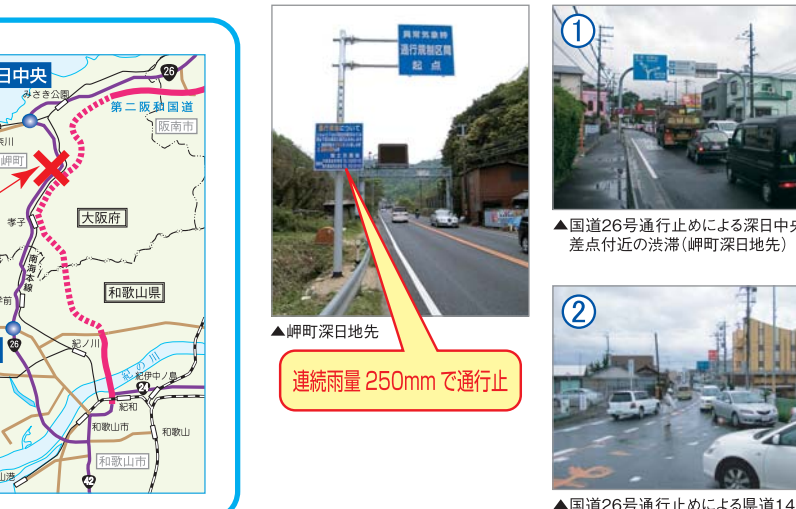 日中央
みさき公園
26
第二阪和国道
阪南市
岬町
孝子
大阪府
南海本線
和歌山県
26
紀ノ川
紀の川
24
紀伊中ノ島
紀和
和歌山市
和歌山
和歌山市
42
異常気象時
通行規制区間
起点
▲岬町深日地先
連続雨量 250mm で通行止
①
▲国道26号通行止めによる深日中央
差点付近の渋滞(岬町深日地先)
②
▲国道26号通行止めによる県道14